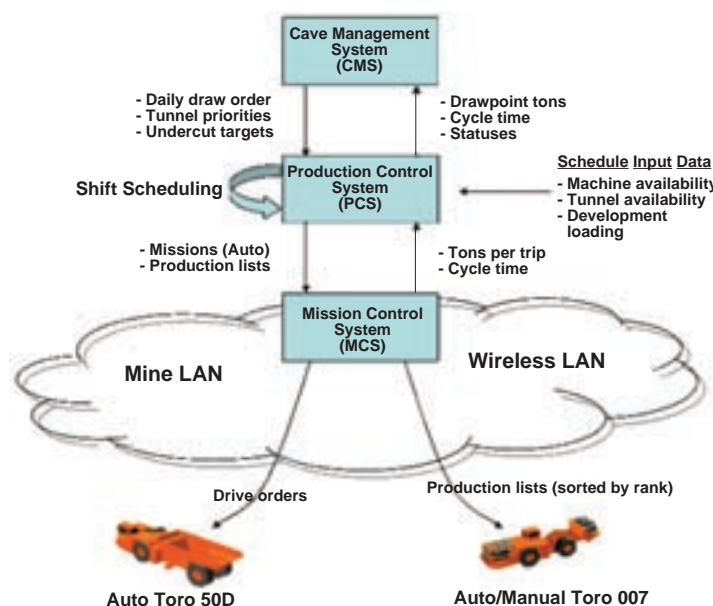 Cave Management
System
(CMS)
- Daily draw order
- Tunnel priorities
- Undercut targets
- Drawpoint tons
- Cycle time
- Statuses
Schedule Input Data
- Machine availability
- Tunnel availability
- Development
loading
Shift Scheduling
Production Control
System
(PCS)
- Missions (Auto)
- Production lists
- Tons per trip
- Cycle time
Mission Control
System
(MCS)
Mine LAN
Wireless LAN
Drive orders
Production lists (sorted by rank)
Auto Toro 50D
Auto/Manual Toro 007